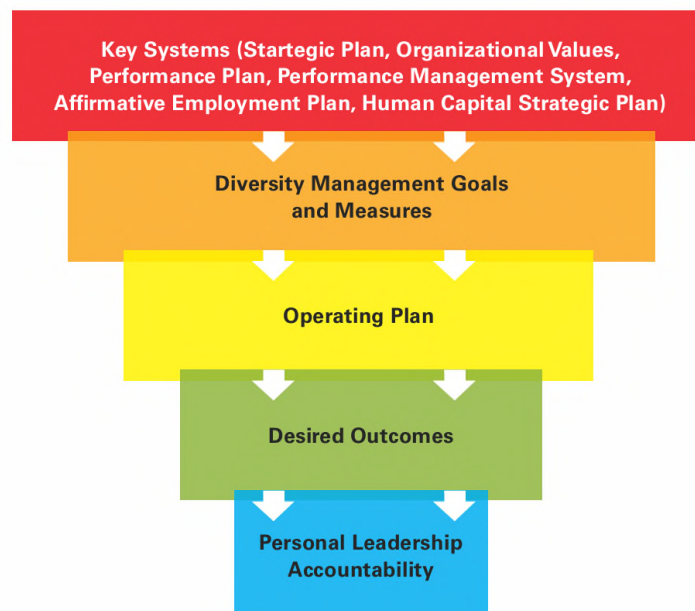 Key Systems (Startegic Plan, Organizational Values,
Performance Plan, Performance Management System,
Affirmative Employment Plan, Human Capital Strategic Plan)
Diversity Management Goals
and Measures
Operating Plan
Desired Outcomes
Personal Leadership
Accountability